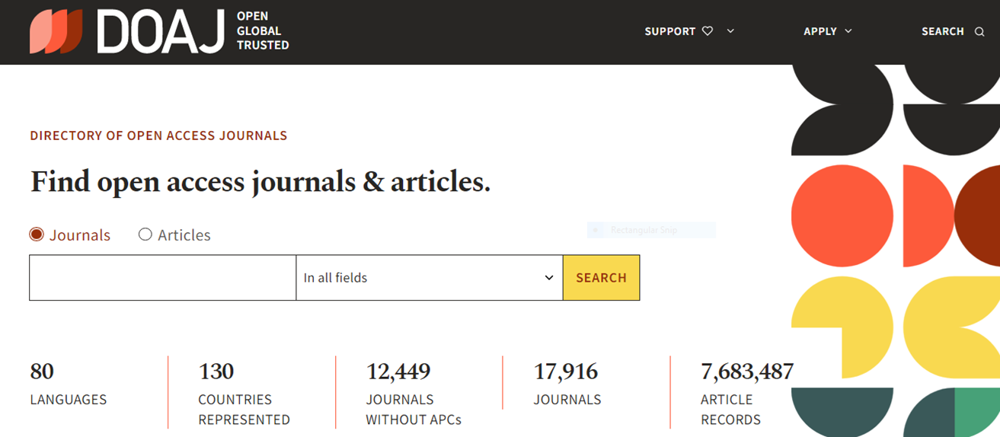 DOAJ
OPEN
GLOBAL
TRUSTED
SUPPORT
APPLY
SEARCH
DIRECTORY OF OPEN ACCESS JOURNALS
Find open access journals & articles.
Journals
Articles
Rectangular Snip
In all fields
SEARCH
80
LANGUAGES
130
COUNTRIES
REPRESENTED
12,449
JOURNALS
WITHOUT APCs
17,916
JOURNALS
7,683,487
ARTICLE
RECORDS